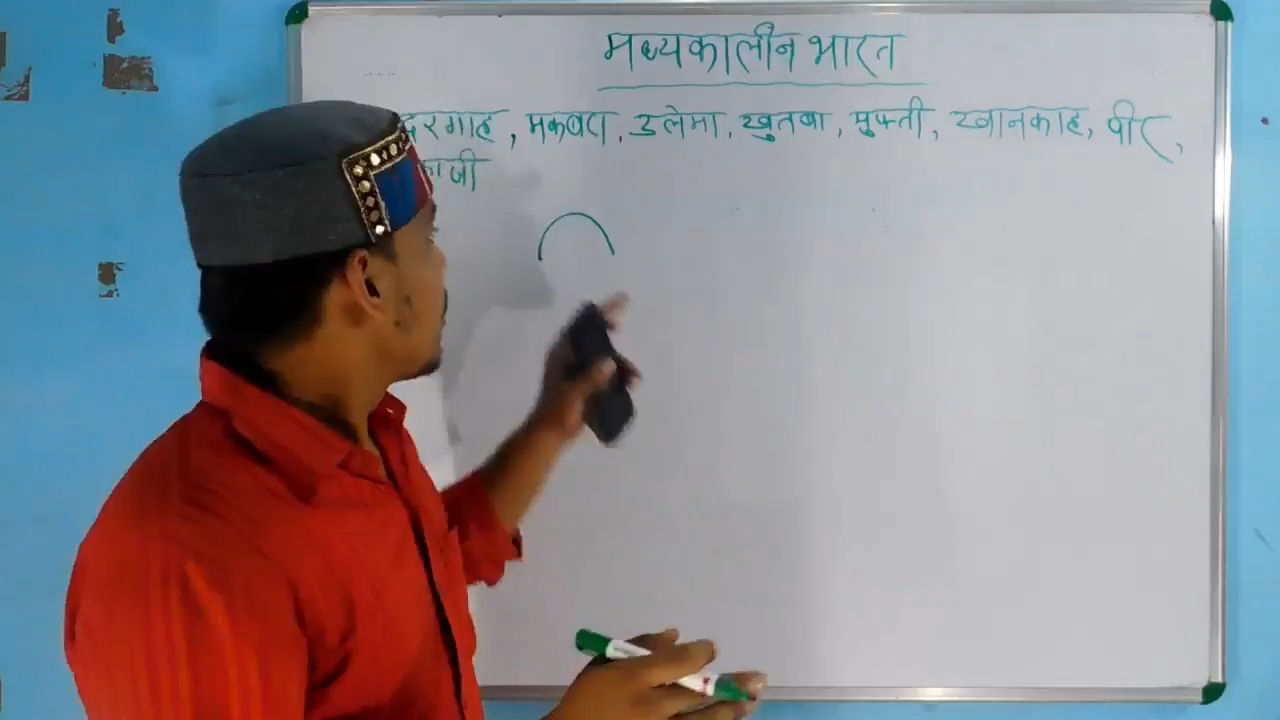 मध्यकालीन भारत
दरगाह, मकबरा, उलेमा, खुतबा, मुफ्ती, खानकाह, पीर,
काजी